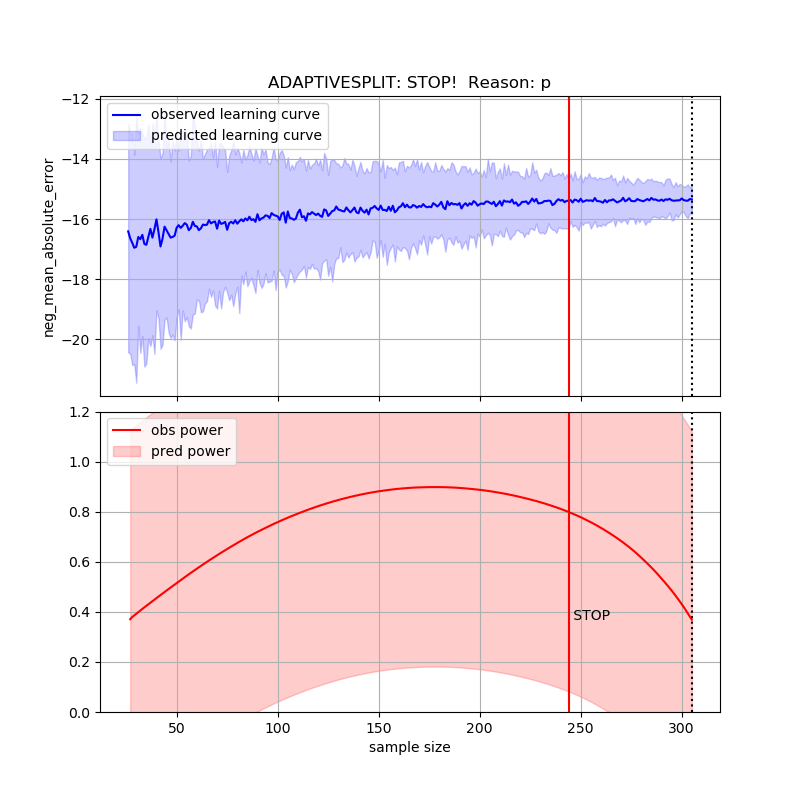 ADAPTIVESPLIT: STOP!  Reason: p
neg_mean_absolute_error
−12
−14
−16
−18
−20
observed learning curve
predicted learning curve
1.2
1.0
0.8
0.6
0.4
0.2
0.0
obs power
pred power
STOP
50
100
150
200
250
300
sample size